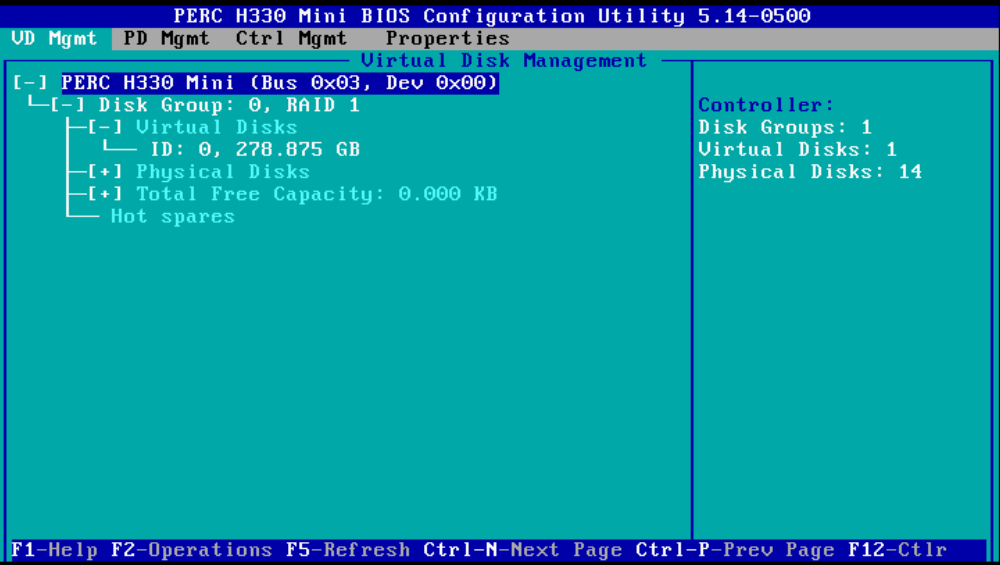 PERC H330 Mini BIOS Configuration Utility 5.14-0500
VD Mgmt PD Mgmt Ctrl Mgmt Properties
Virtual Disk Management
[-] PERC H330 Mini (Bus 0x03, Dev 0x00)
[-] Disk Group: 0, RAID 1
[-] Virtual Disks
ID: 0, 278.875 GB
[+] Physical Disks
[+] Total Free Capacity: 0.000 KB
Hot spares
Controller:
Disk Groups: 1
Virtual Disks: 1
Physical Disks: 14
F1-Help F2-Operations F5-Refresh Ctrl-N-Next Page Ctrl-P-Prev Page F12-Ctlr